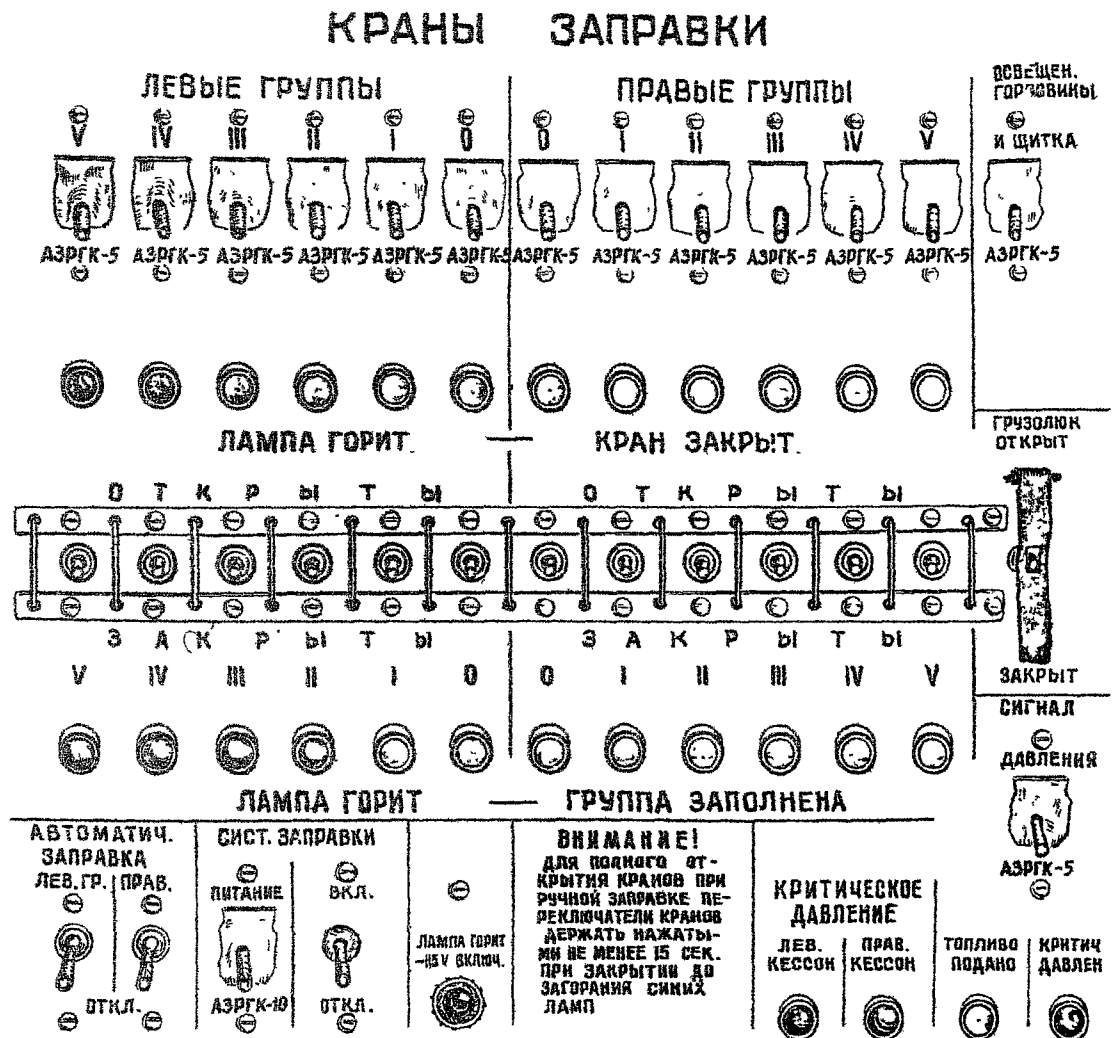 КРАНЫ ЗАПРАВКИ
ЛЕВЫЕ ГРУППЫ
ПРАВЫЕ ГРУППЫ
ОСВЕЩЕН.
ГОРЛОВИНЫ
И ЩИТКА
V IV III II I 0 0 I II III IV V
АЗРГК-5 АЗРГК-5 АЗРГК-5 АЗРГК-5 АЗРГК-5 АЗРГК-5 АЗРГК-5 АЗРГК-5 АЗРГК-5 АЗРГК-5 АЗРГК-5 АЗРГК-5 АЗРГК-5
ЛАМПА ГОРИТ. — КРАН ЗАКРЫТ.
ГРУЗОЛЮК
ОТКРЫТ
ОТКРЫТЫ ОТКРЫТЫ
ЗАКРЫТЫ ЗАКРЫТЫ
ЗАКРЫТ
V IV III II I 0 0 I II III IV V
СИГНАЛ
ДАВЛЕНИЯ
АЗРГК-5
ЛАМПА ГОРИТ — ГРУППА ЗАПОЛНЕНА
АВТОМАТИЧ.
ЗАПРАВКА
ЛЕВ.ГР. ПРАВ.
ОТКЛ.
СИСТ. ЗАПРАВКИ
ПИТАНИЕ ВКЛ.
АЗРГК-10 ОТКЛ.
ЛАМПА ГОРИТ
~115V ВКЛЮЧ.
ВНИМАНИЕ!
ДЛЯ ПОЛНОГО ОТ-
КРЫТИЯ КРАНОВ ПРИ
РУЧНОЙ ЗАПРАВКЕ ПЕ-
РЕКЛЮЧАТЕЛИ КРАНОВ
ДЕРЖАТЬ НАЖАТЫ-
МИ НЕ МЕНЕЕ 15 СЕК.
ПРИ ЗАКРЫТИИ ДО
ЗАГОРАНИЯ СИНИХ
ЛАМП
КРИТИЧЕСКОЕ
ДАВЛЕНИЕ
ЛЕВ.
КЕССОН
ПРАВ.
КЕССОН
ТОПЛИВО
ПОДАНО
КРИТИЧ
ДАВЛЕН